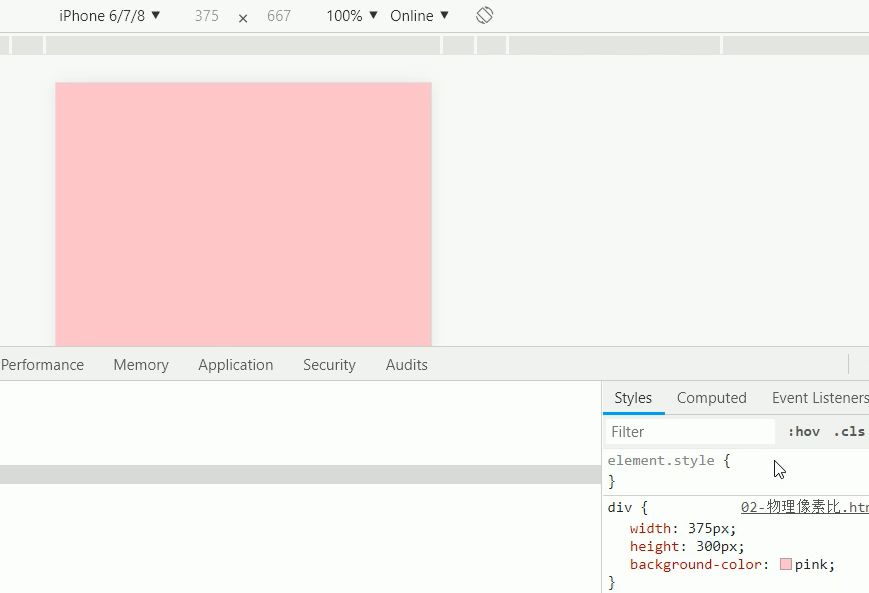 iPhone 6/7/8 ▼ 375 × 667 100% ▼ Online ▼
Performance Memory Application Security Audits
Styles Computed Event Listeners
Filter :hov .cls
element.style {
}
div { 02-物理像素比.htm
width: 375px;
height: 300px;
background-color: pink;
}